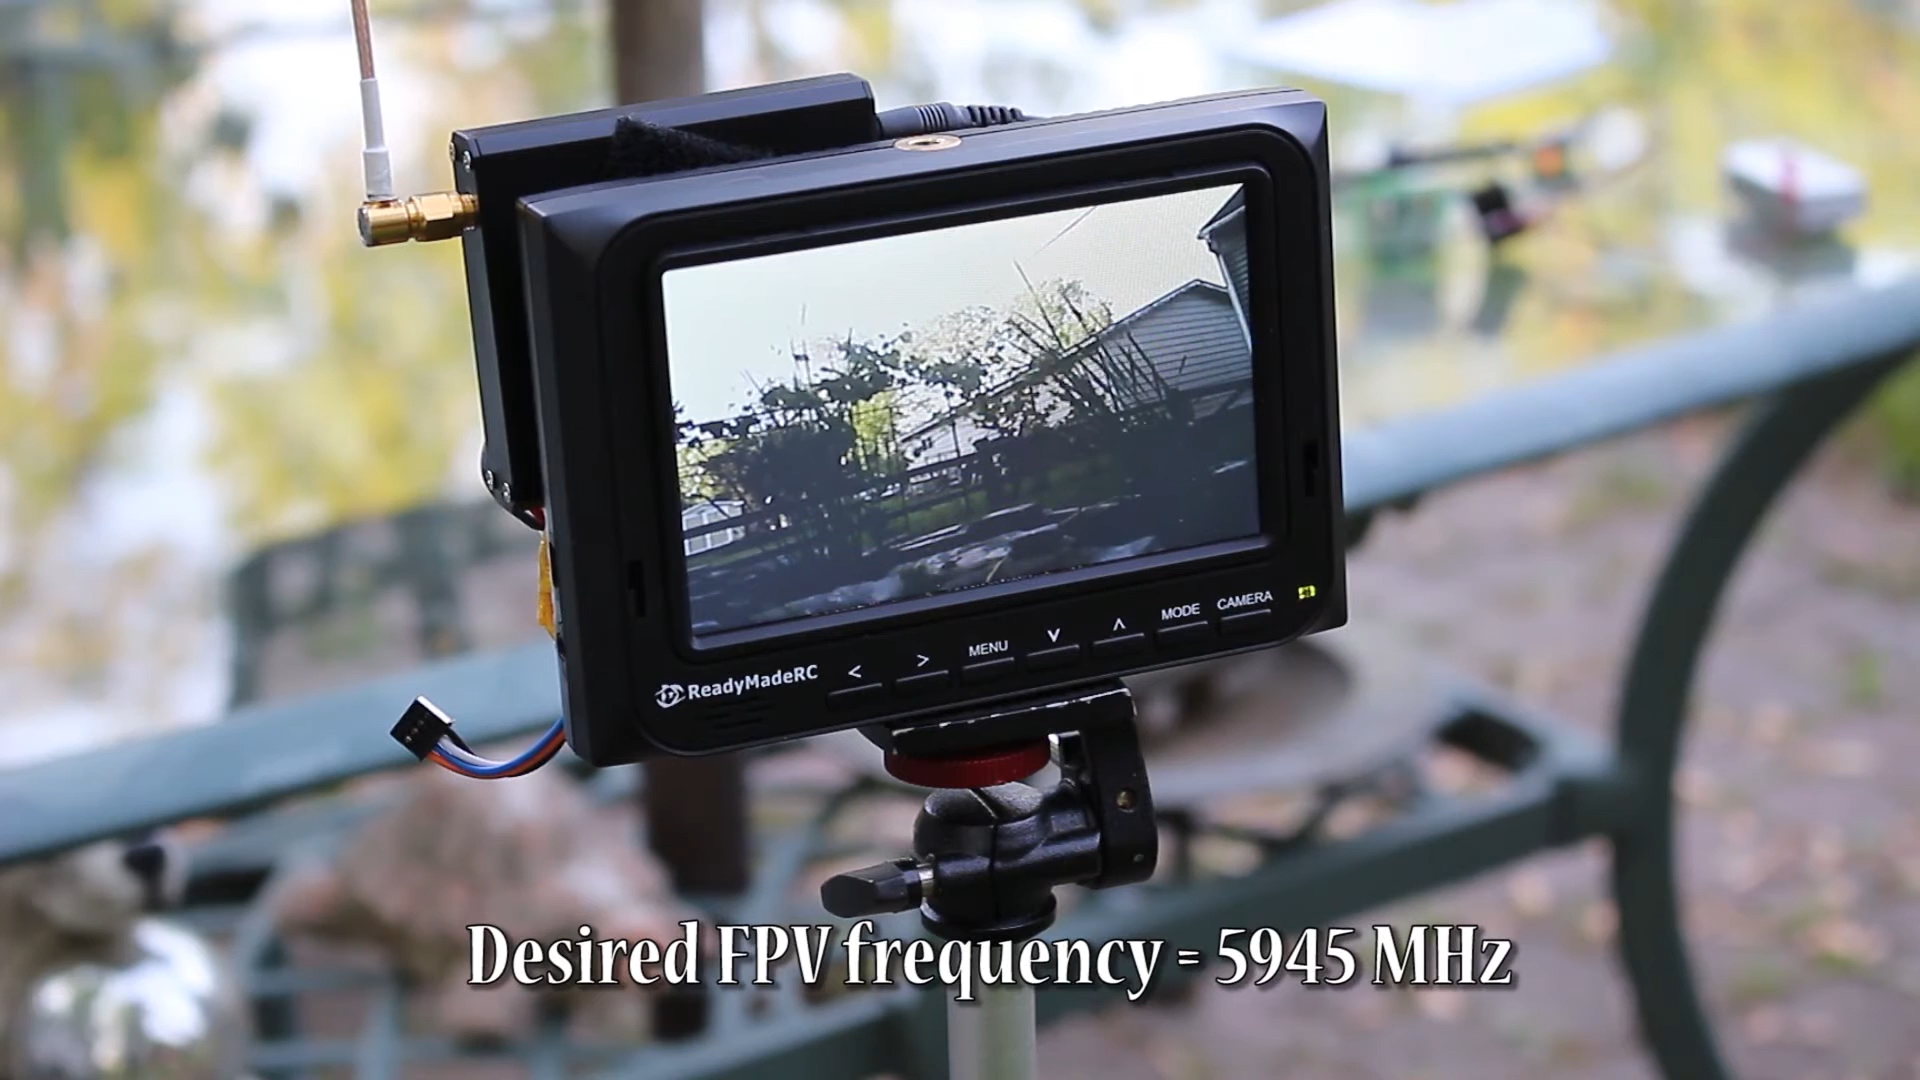 ReadyMadeRC
<
>
MENU
∨
∧
MODE
CAMERA
Desired FPV frequency = 5945 MHz